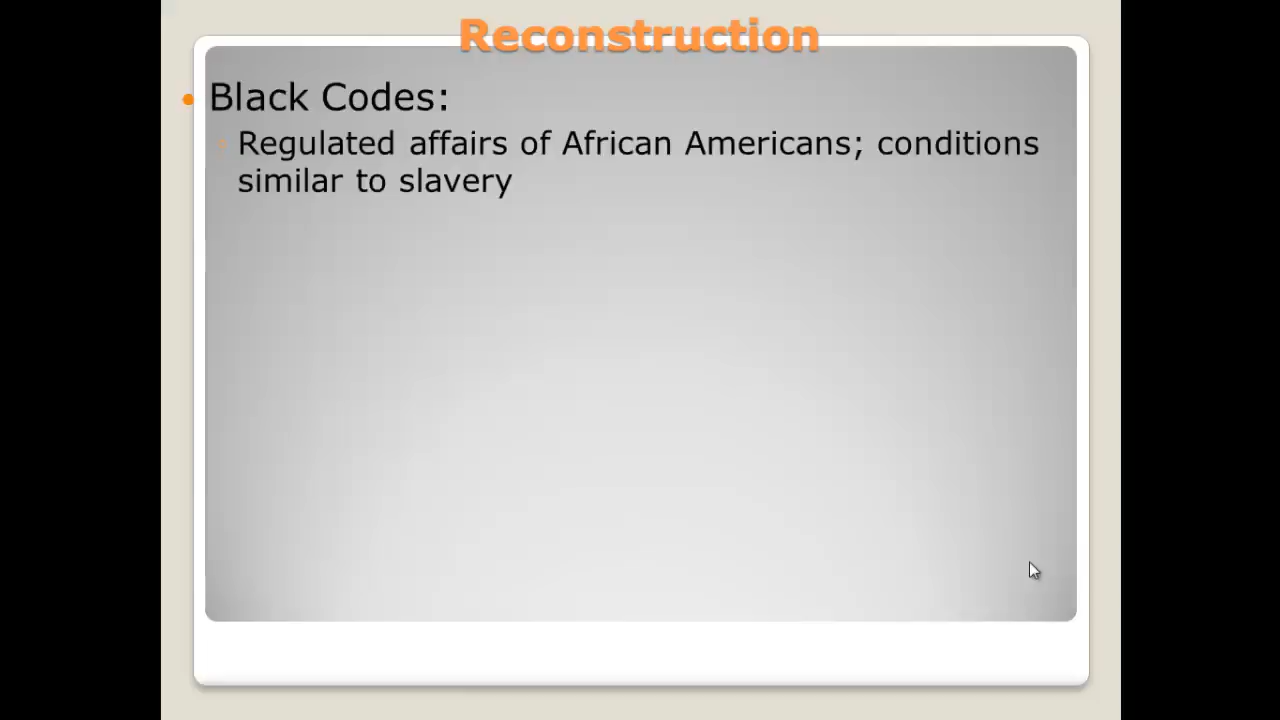 Reconstruction
Black Codes:
Regulated affairs of African Americans; conditions
similar to slavery